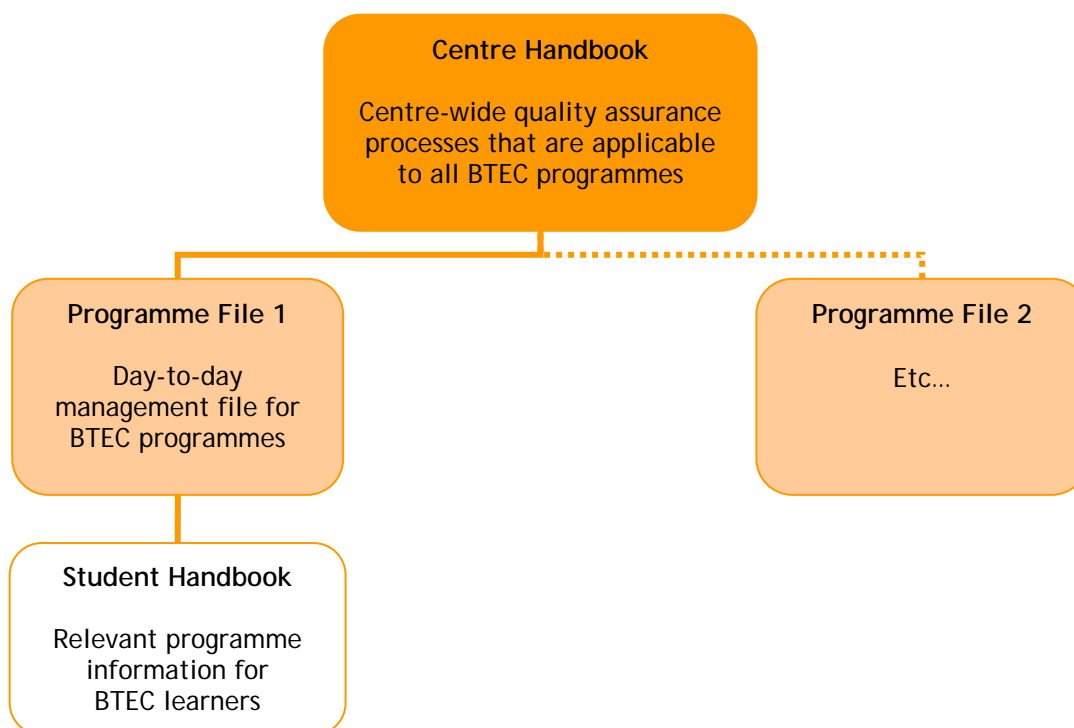 Centre Handbook
Centre-wide quality assurance
processes that are applicable
to all BTEC programmes
Programme File 1
Day-to-day
management file for
BTEC programmes
Programme File 2
Etc...
Student Handbook
Relevant programme
information for
BTEC learners